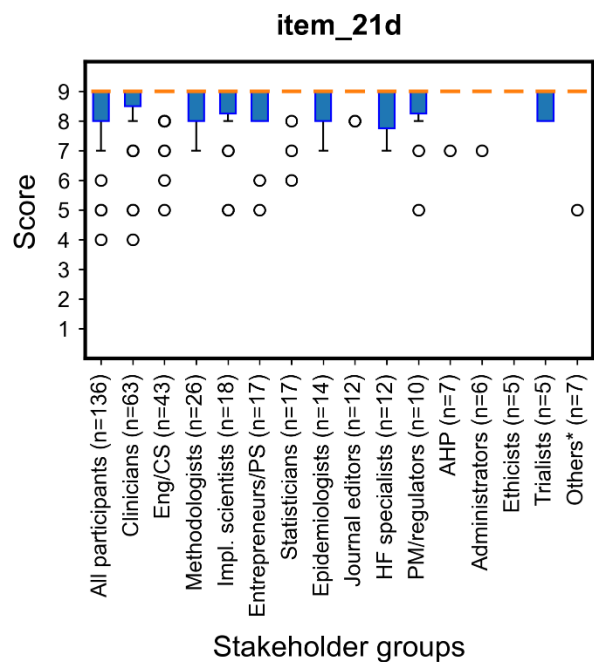 item_21d
Score
9
8
7
6
5
4
3
2
1
All participants (n=136)
Clinicians (n=63)
Eng/CS (n=43)
Methodologists (n=26)
Impl. scientists (n=18)
Entrepreneurs/PS (n=17)
Statisticians (n=17)
Epidemiologists (n=14)
Journal editors (n=12)
HF specialists (n=12)
PM/regulators (n=10)
AHP (n=7)
Administrators (n=6)
Ethicists (n=5)
Trialists (n=5)
Others* (n=7)
Stakeholder groups